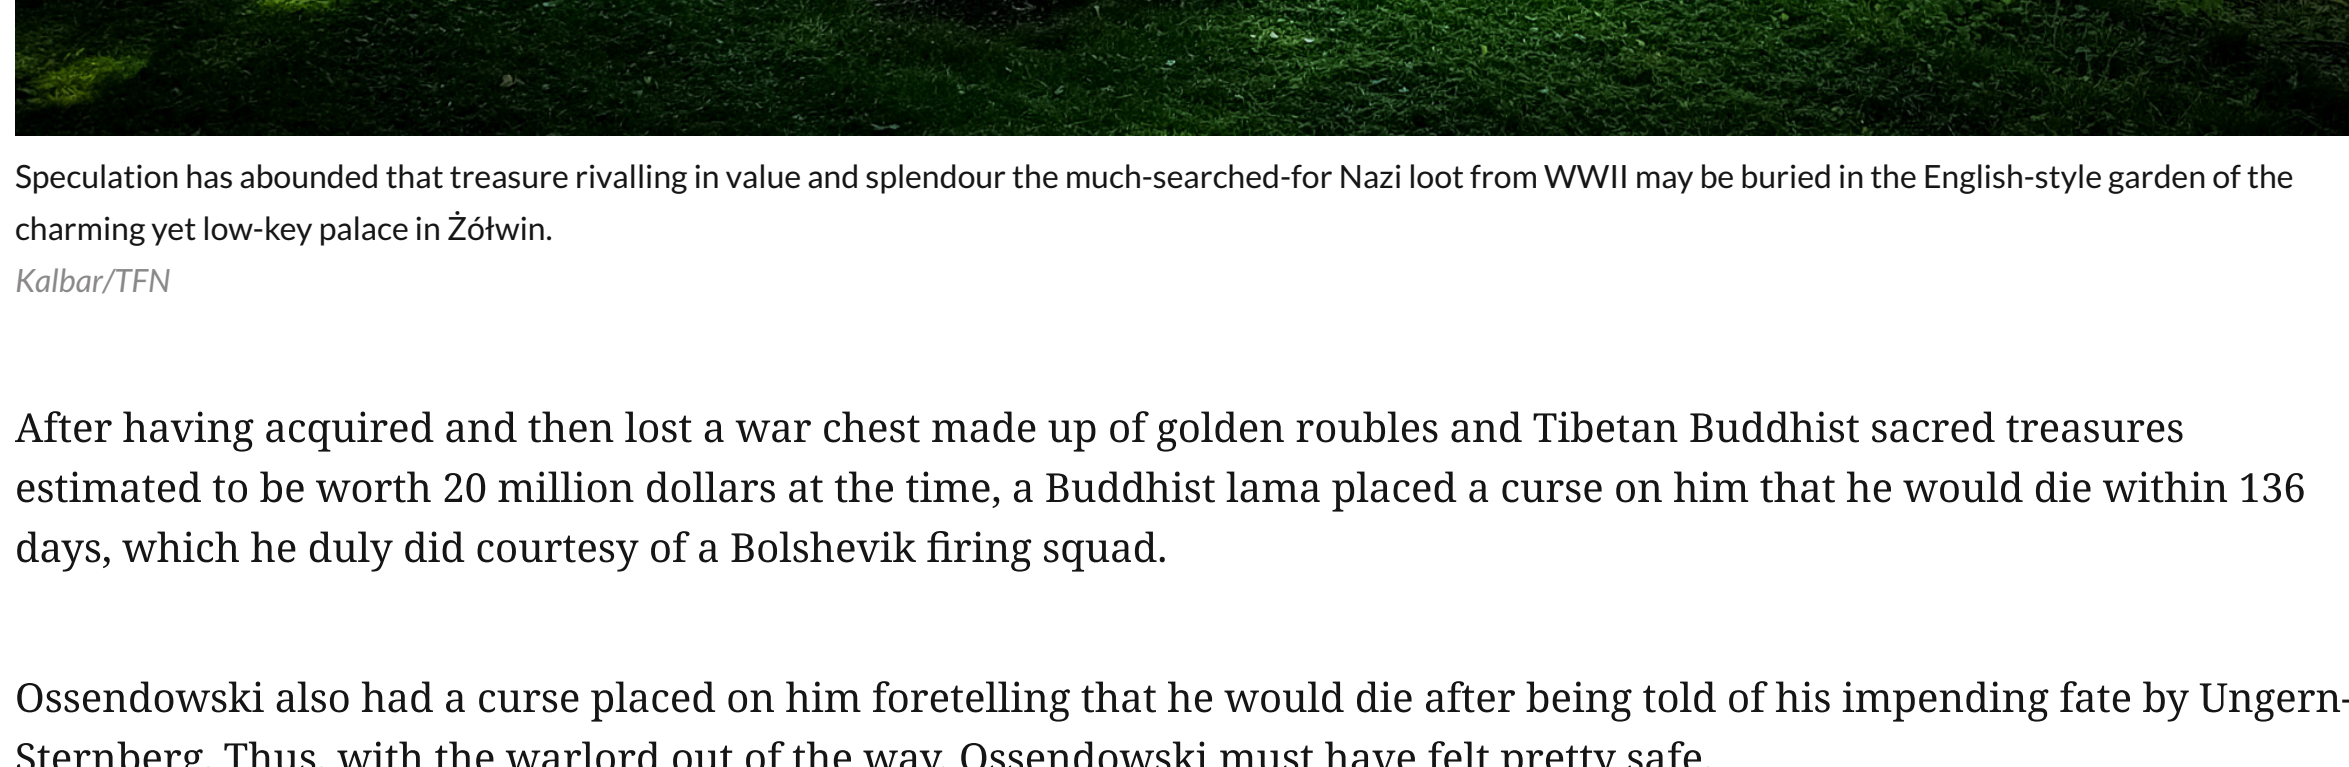 Speculation has abounded that treasure rivalling in value and splendour the much-searched-for Nazi loot from WWII may be buried in the English-style garden of the
charming yet low-key palace in Żółwin.
Kalbar/TFN
After having acquired and then lost a war chest made up of golden roubles and Tibetan Buddhist sacred treasures
estimated to be worth 20 million dollars at the time, a Buddhist lama placed a curse on him that he would die within 136
days, which he duly did courtesy of a Bolshevik firing squad.
Ossendowski also had a curse placed on him foretelling that he would die after being told of his impending fate by Ungern-
Sternberg. Thus, with the warlord out of the way, Ossendowski must have felt pretty safe.